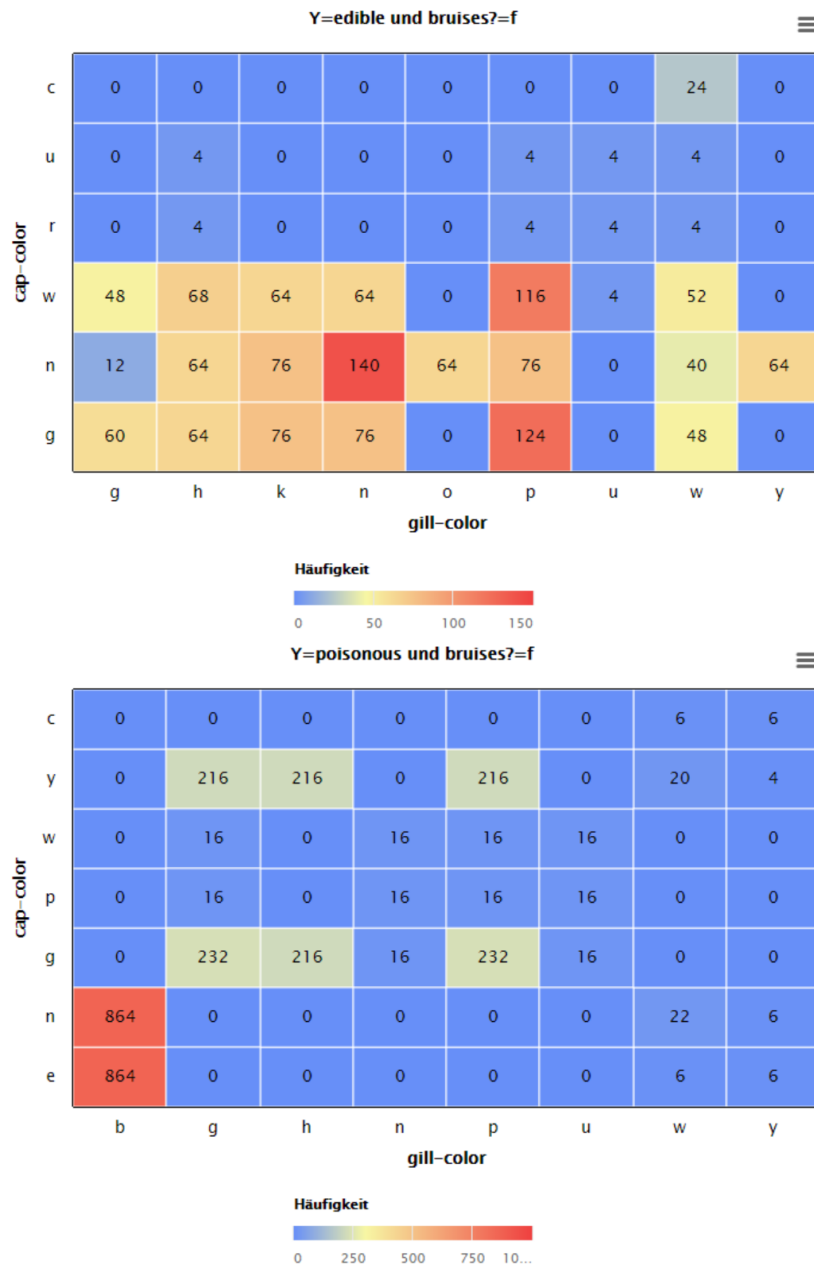 Y=edible und bruises?=f
c 0 0 0 0 0 0 0 24 0
u 0 4 0 0 0 4 4 4 0
r 0 4 0 0 0 4 4 4 0
cap-color
w 48 68 64 64 0 116 4 52 0
n 12 64 76 140 64 76 0 40 64
g 60 64 76 76 0 124 0 48 0
g h k n o p u w y
gill-color
Häufigkeit
0 50 100 150
Y=poisonous und bruises?=f
c 0 0 0 0 0 0 6 6
y 0 216 216 0 216 0 20 4
w 0 16 0 16 16 16 0 0
cap-color
p 0 16 0 16 16 16 0 0
g 0 232 216 16 232 16 0 0
n 864 0 0 0 0 0 22 6
e 864 0 0 0 0 0 6 6
b g h n p u w y
gill-color
Häufigkeit
0 250 500 750 10...